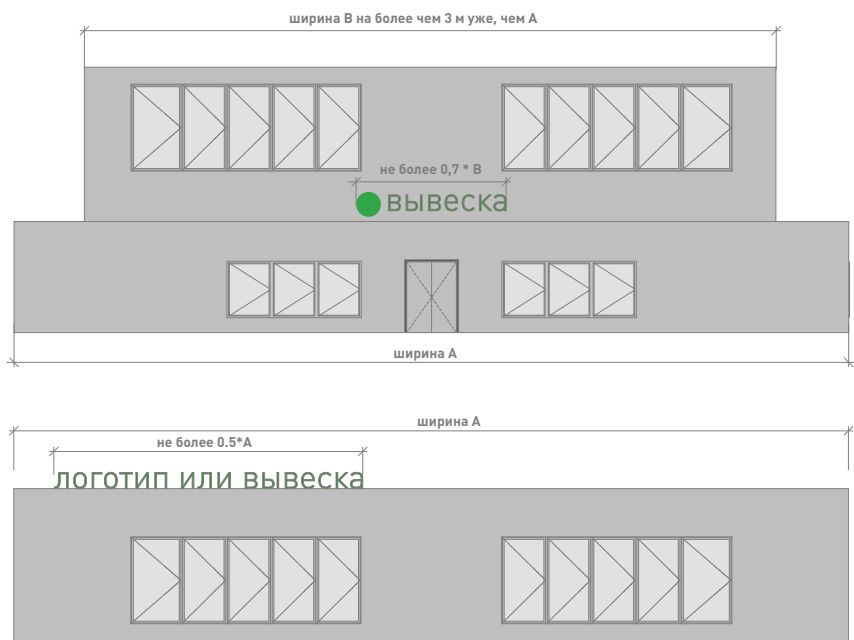 ширина В на более чем 3 м уже, чем А
не более 0,7 * В
вывеска
ширина А
ширина А
не более 0.5*А
логотип или вывеска